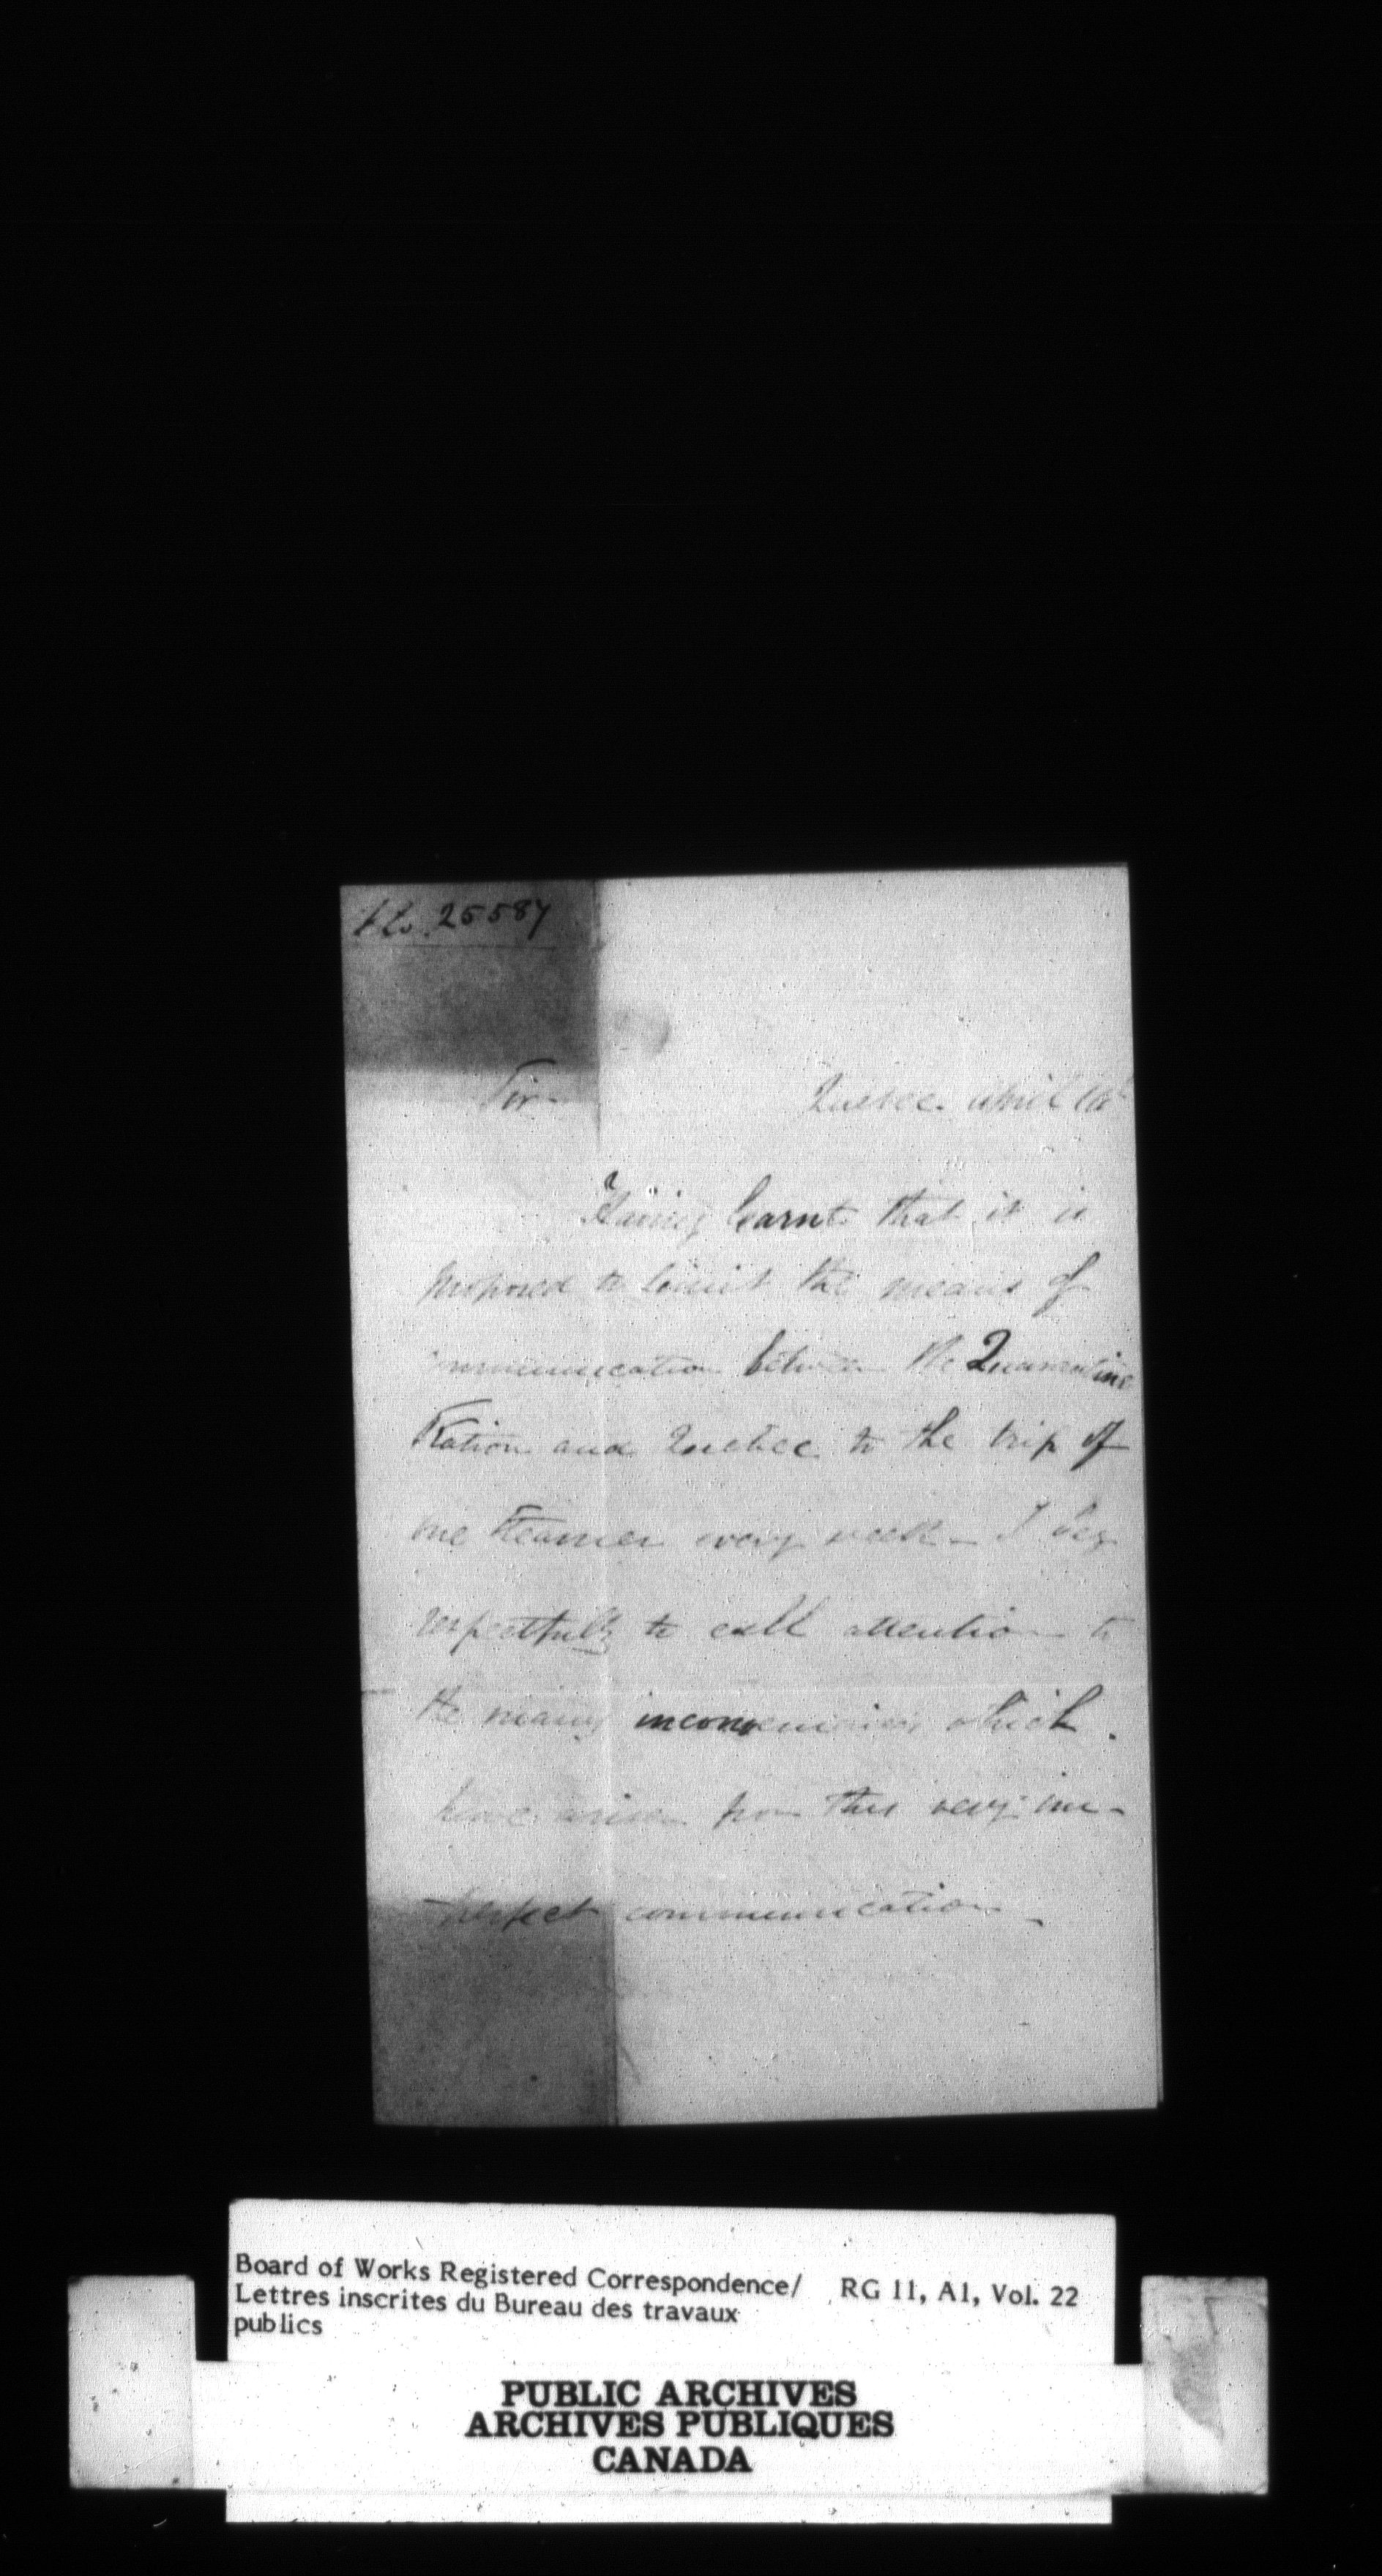 No. 25587
Sir
Quebec April
Having learnt that it is
proposed to limit the means of
communication between the Quarantine
Station and Quebec to the trip of
one Steamer every week - I beg
respectfully to call attention to
the many inconveniences which
have arisen from this very im-
-perfect communication -
Board of Works Registered Correspondence/ RG 11, A1, Vol. 22
Lettres inscrites du Bureau des travaux
publics
PUBLIC ARCHIVES
ARCHIVES PUBLIQUES
CANADA